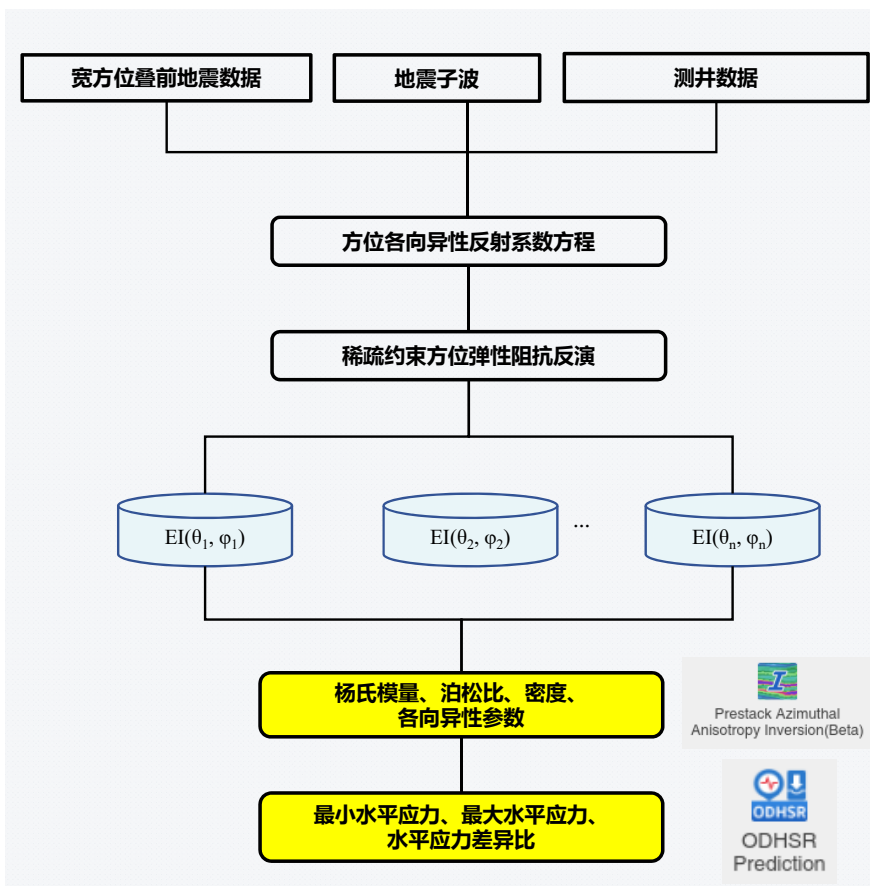 宽方位叠前地震数据
地震子波
测井数据
方位各向异性反射系数方程
稀疏约束方位弹性阻抗反演
EI(θ₁, φ₁)
EI(θ₂, φ₂)
...
EI(θₙ, φₙ)
杨氏模量、泊松比、密度、
各向异性参数
I
Prestack Azimuthal
Anisotropy Inversion(Beta)
最小水平应力、最大水平应力、
水平应力差异比
ODHSR
ODHSR
Prediction